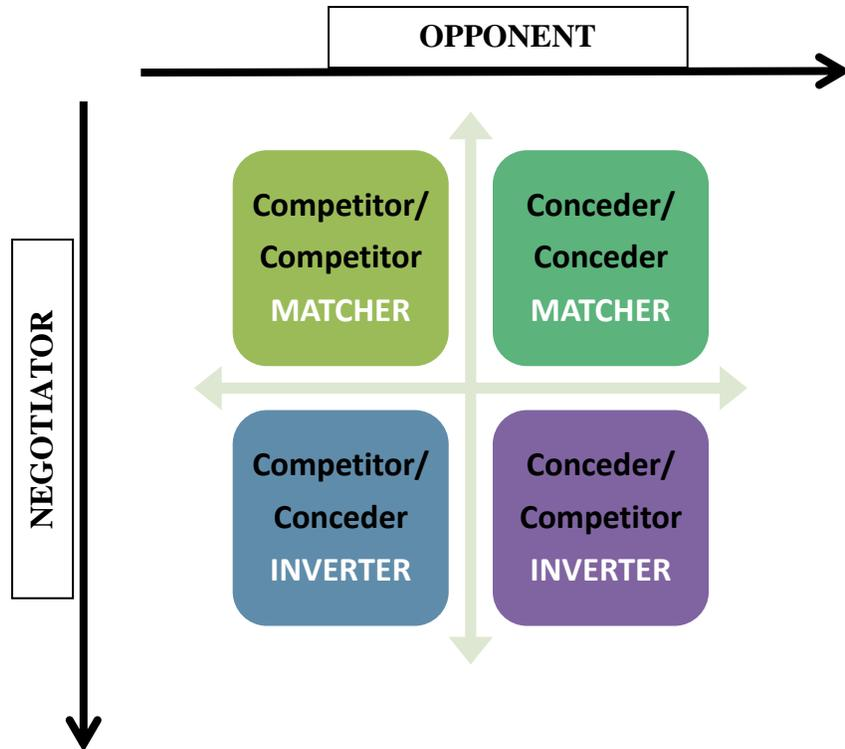 OPPONENT
NEGOTIATOR
Competitor/
Competitor
MATCHER
Conceder/
Conceder
MATCHER
Competitor/
Conceder
INVERTER
Conceder/
Competitor
INVERTER